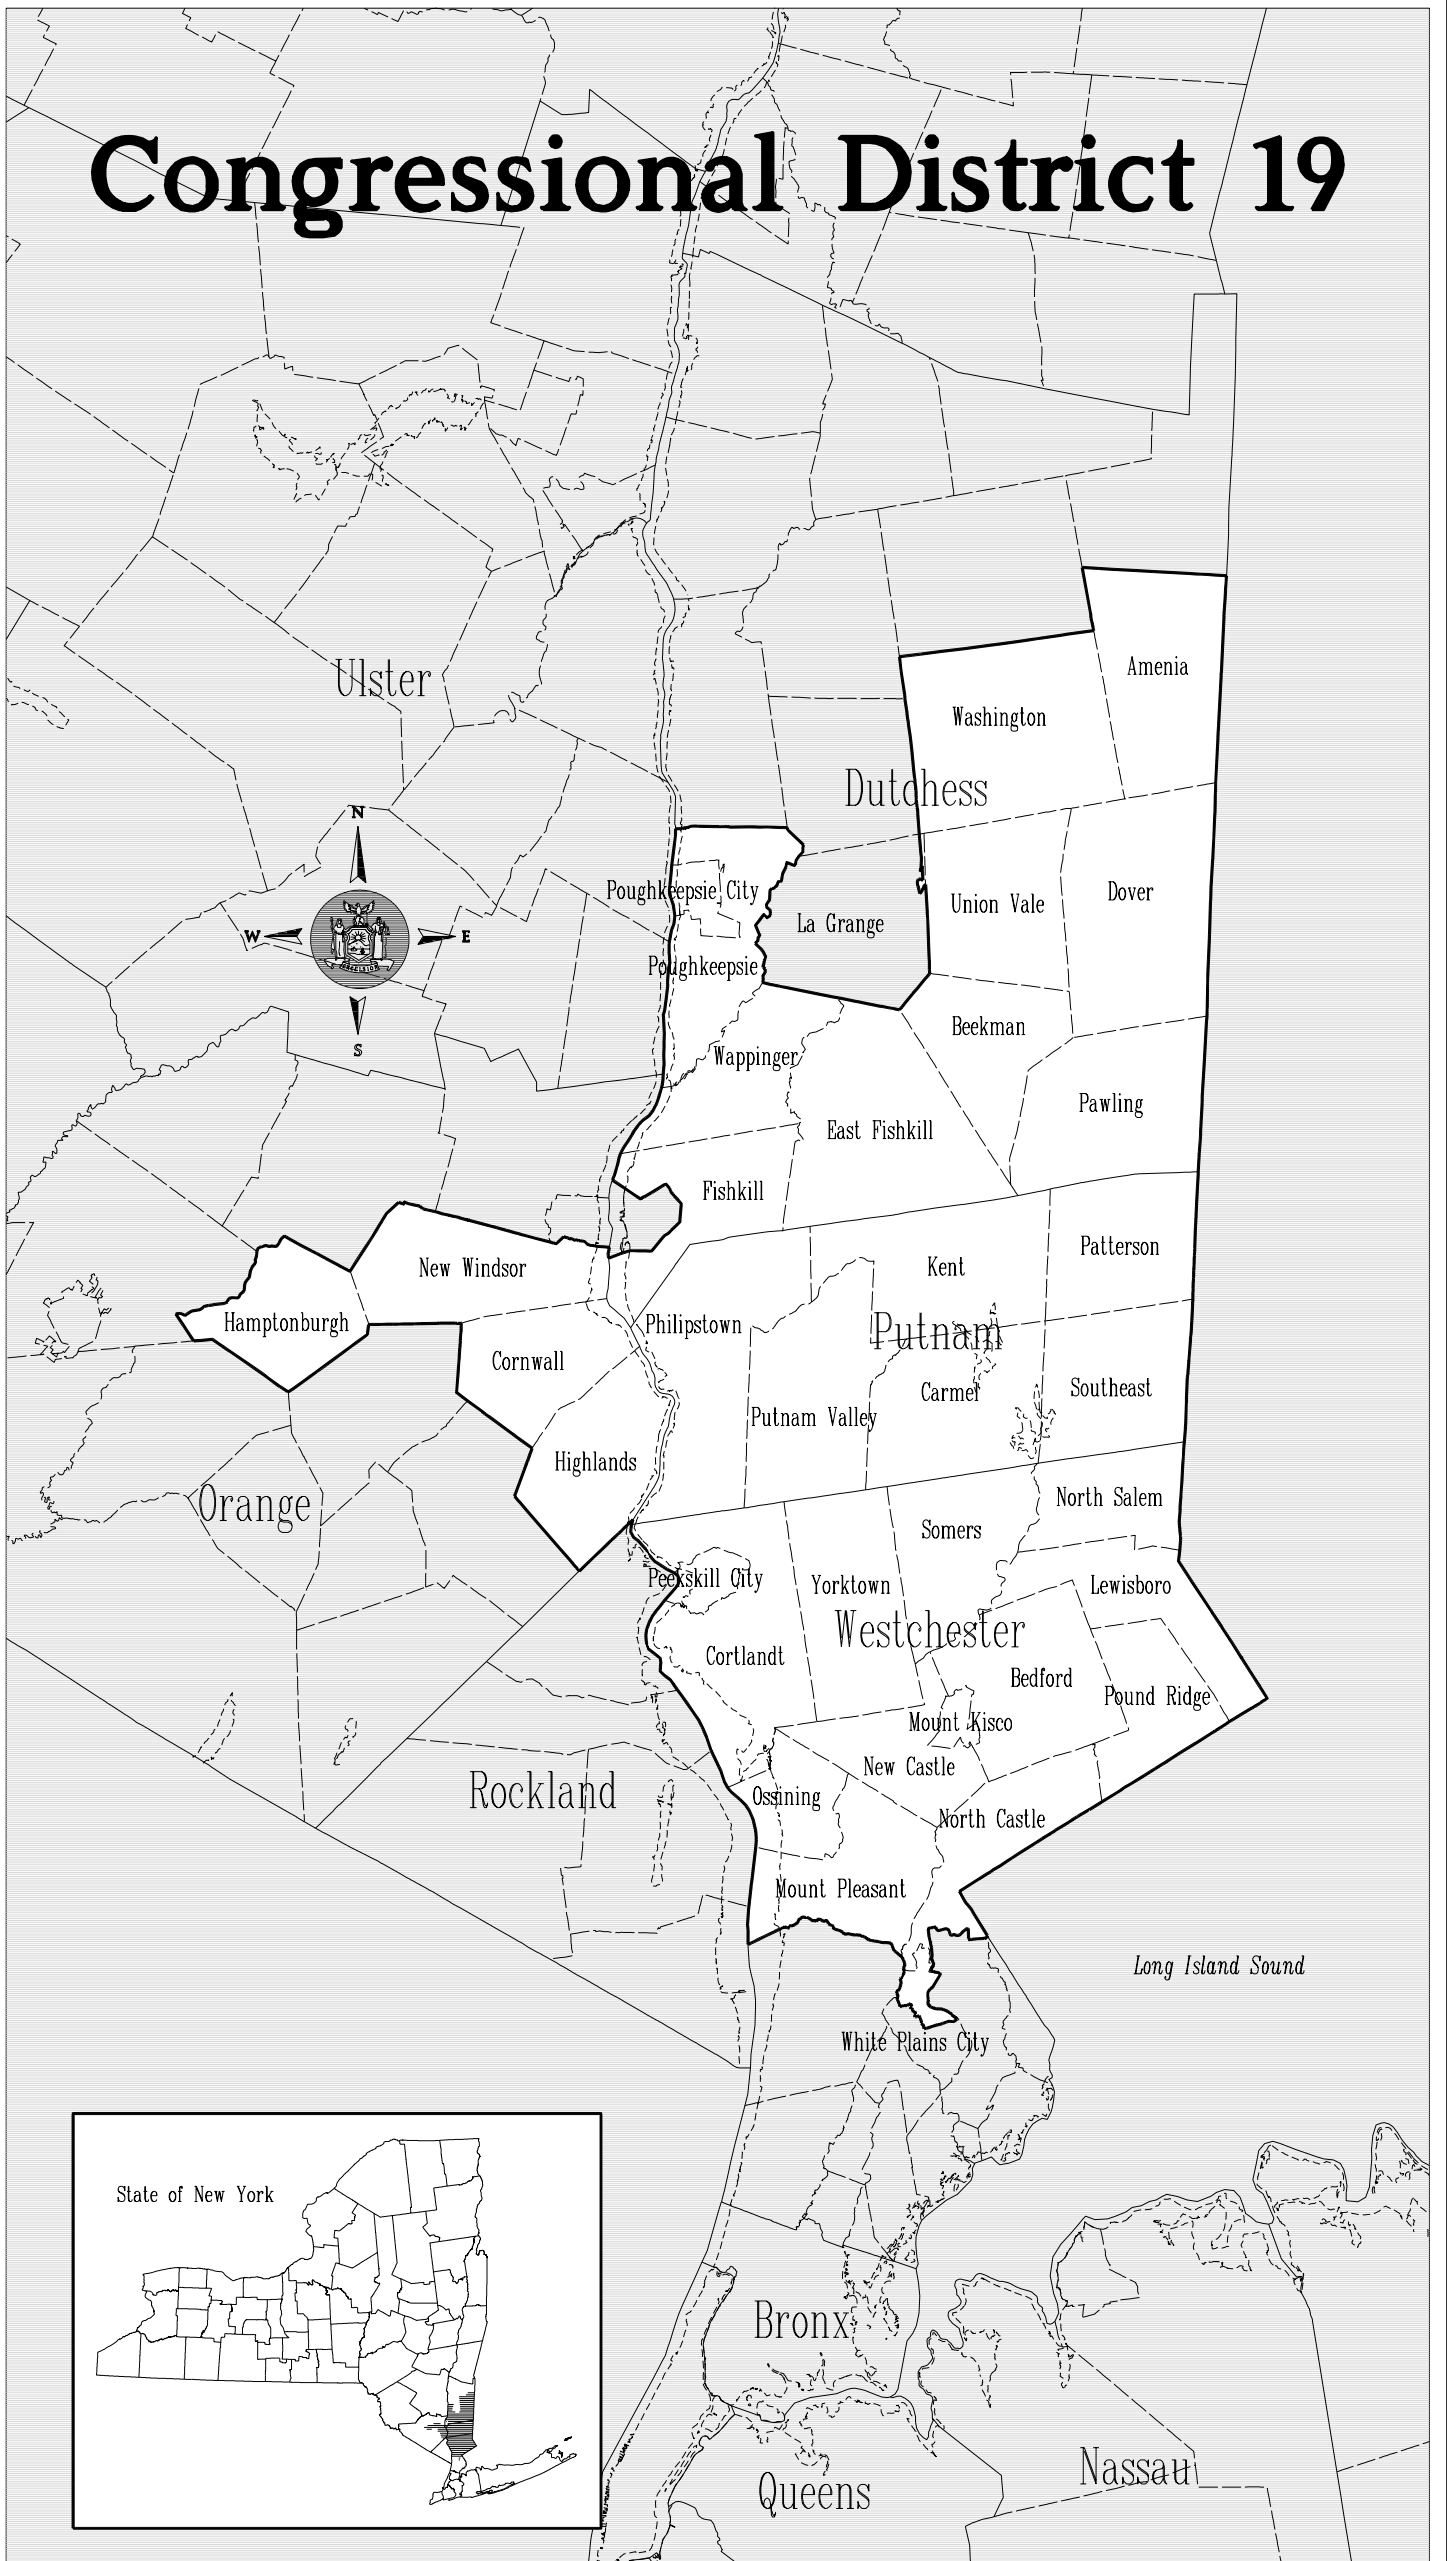 Congressional District 19
Ulster
Amenia
Washington
Dutchess
N
Poughkeepsie City
Union Vale
Dover
La Grange
W
E
Poughkeepsie
EXCELSIOR
Beekman
S
Wappinger
Pawling
East Fishkill
Fishkill
Patterson
New Windsor
Kent
Hamptonburgh
Philipstown
Putnam
Cornwall
Southeast
Carmel
Putnam Valley
Highlands
North Salem
Orange
Somers
Peekskill City
Yorktown
Lewisboro
Westchester
Cortlandt
Bedford
Pound Ridge
Mount Kisco
New Castle
Rockland
Ossining
North Castle
Mount Pleasant
Long Island Sound
White Plains City
State of New York
Bronx
Nassau
Queens